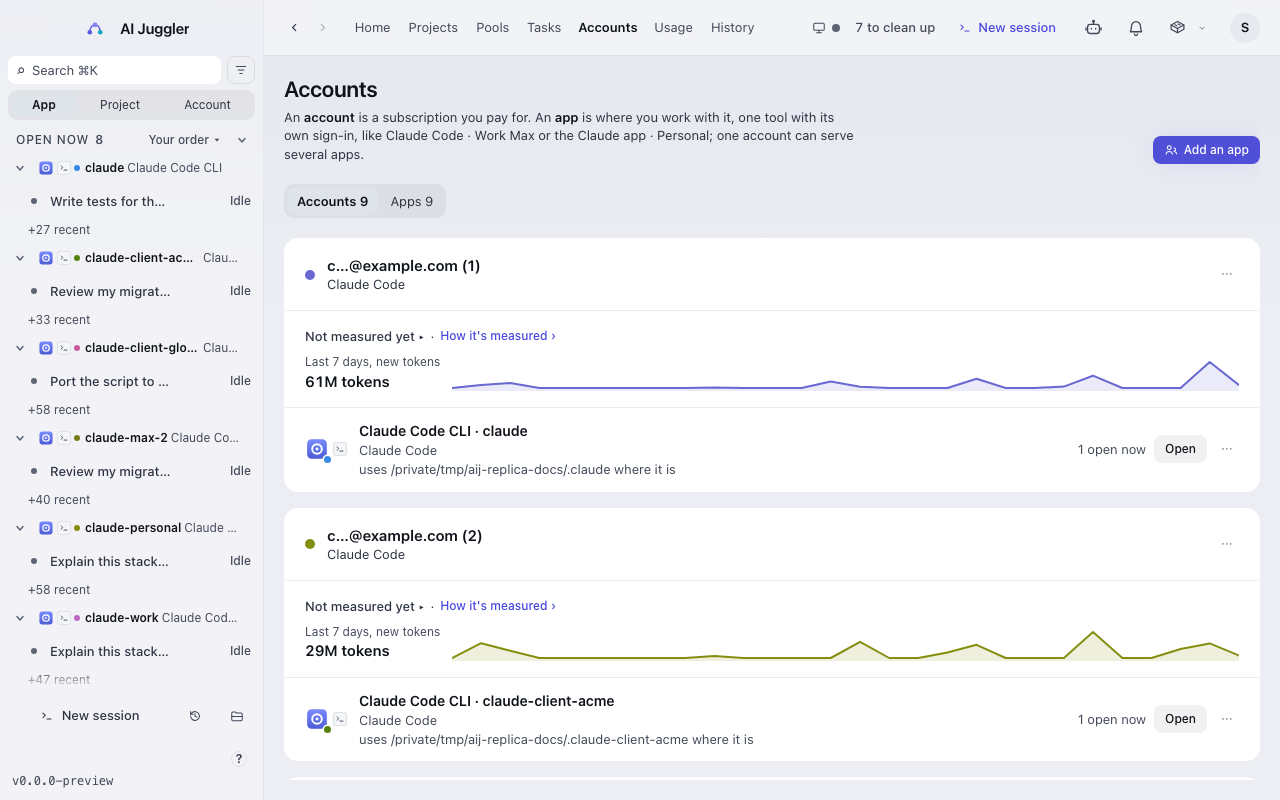 AI Juggler
Search ⌘K
App Project Account
OPEN NOW 8 Your order
claude Claude Code CLI
Write tests for th... Idle
+27 recent
claude-client-ac... Clau...
Review my migrat... Idle
+33 recent
claude-client-glo... Clau...
Port the script to ... Idle
+58 recent
claude-max-2 Claude Co...
Review my migrat... Idle
+40 recent
claude-personal Claude ...
Explain this stack... Idle
+58 recent
claude-work Claude Cod...
Explain this stack... Idle
+47 recent
New session
?
v0.0.0-preview
Home Projects Pools Tasks Accounts Usage History 7 to clean up New session S
Accounts
An account is a subscription you pay for. An app is where you work with it, one tool with its
own sign-in, like Claude Code · Work Max or the Claude app · Personal; one account can serve
several apps.
Add an app
Accounts 9 Apps 9
c...@example.com (1)
Claude Code
Not measured yet ▸ · How it's measured ›
Last 7 days, new tokens
61M tokens
Claude Code CLI · claude
Claude Code
uses /private/tmp/aij-replica-docs/.claude where it is
1 open now Open
c...@example.com (2)
Claude Code
Not measured yet ▸ · How it's measured ›
Last 7 days, new tokens
29M tokens
Claude Code CLI · claude-client-acme
Claude Code
uses /private/tmp/aij-replica-docs/.claude-client-acme where it is
1 open now Open